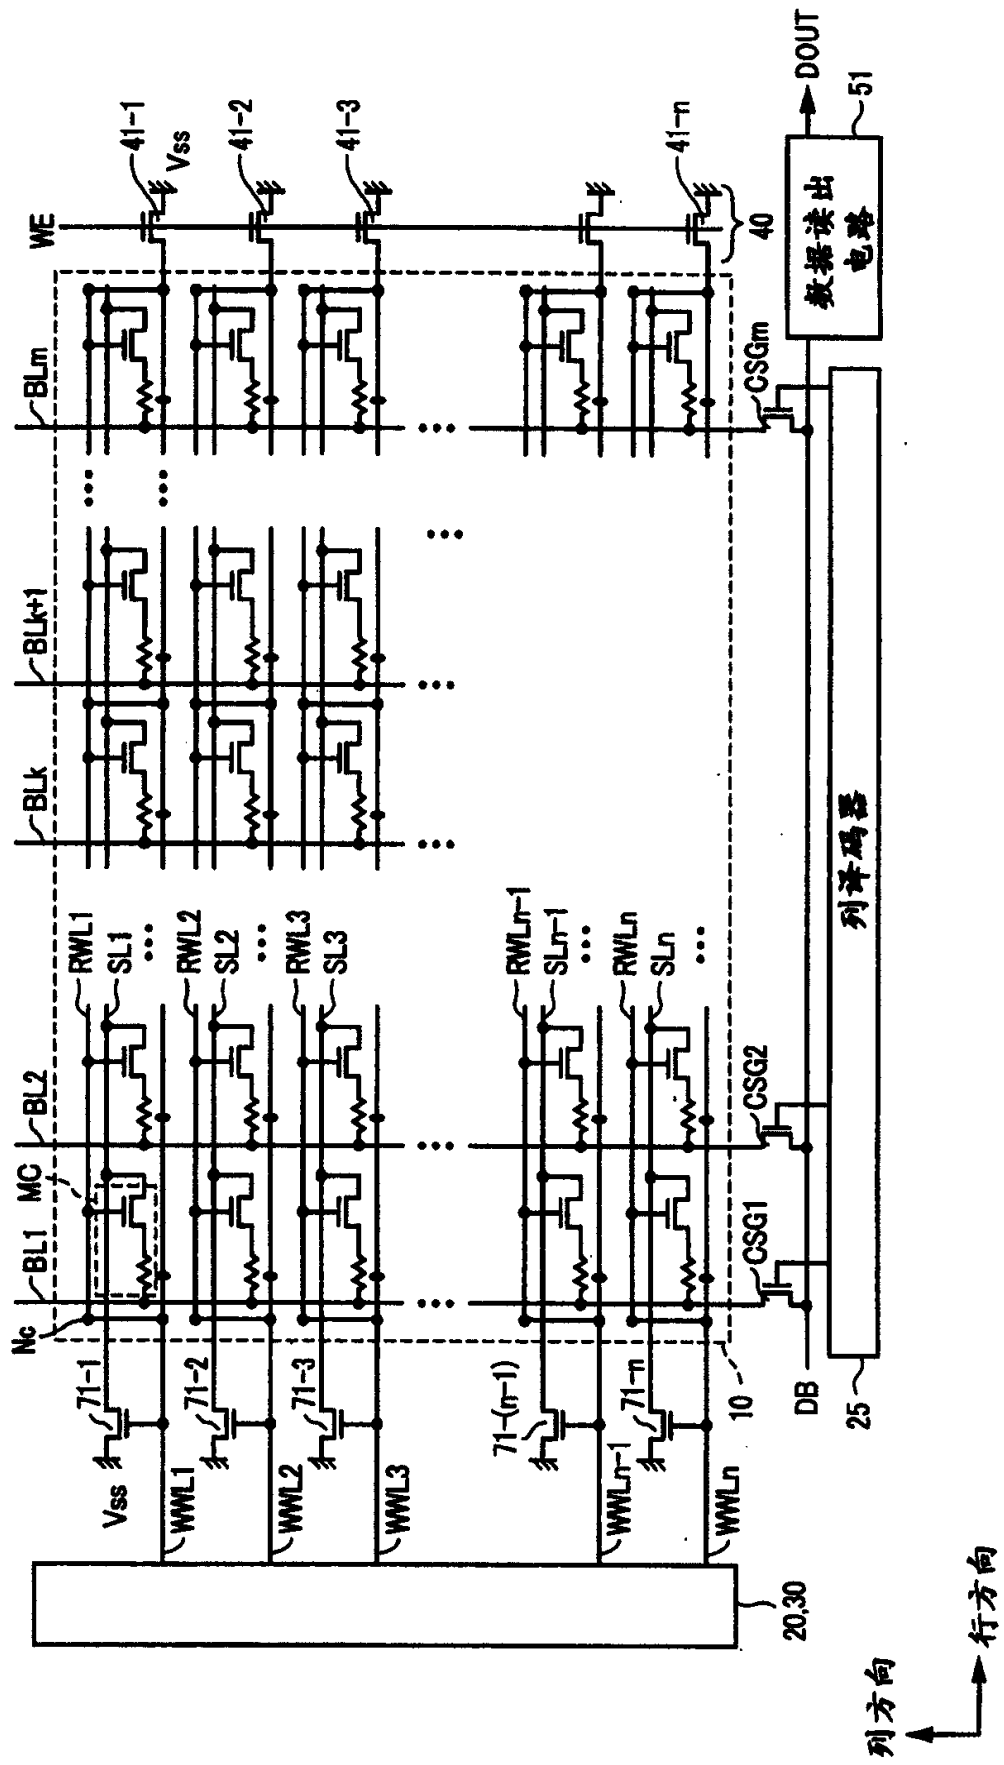 WE
41-1
Vss
41-2
41-3
41-n
40
DOUT
51
数据读出
电路
BLm
CSGm
BLk+1
BLk
RWL1
SL1
RWL2
SL2
RWL3
SL3
RWLn-1
SLn-1
RWLn
SLn
列译码器
BL2
MC
BL1
CSG2
CSG1
Nc
71-1
71-2
71-3
71-(n-1)
71-n
10
DB
25
Vss
WWL1
WWL2
WWL3
WWLn-1
WWLn
20,30
列方向
行方向